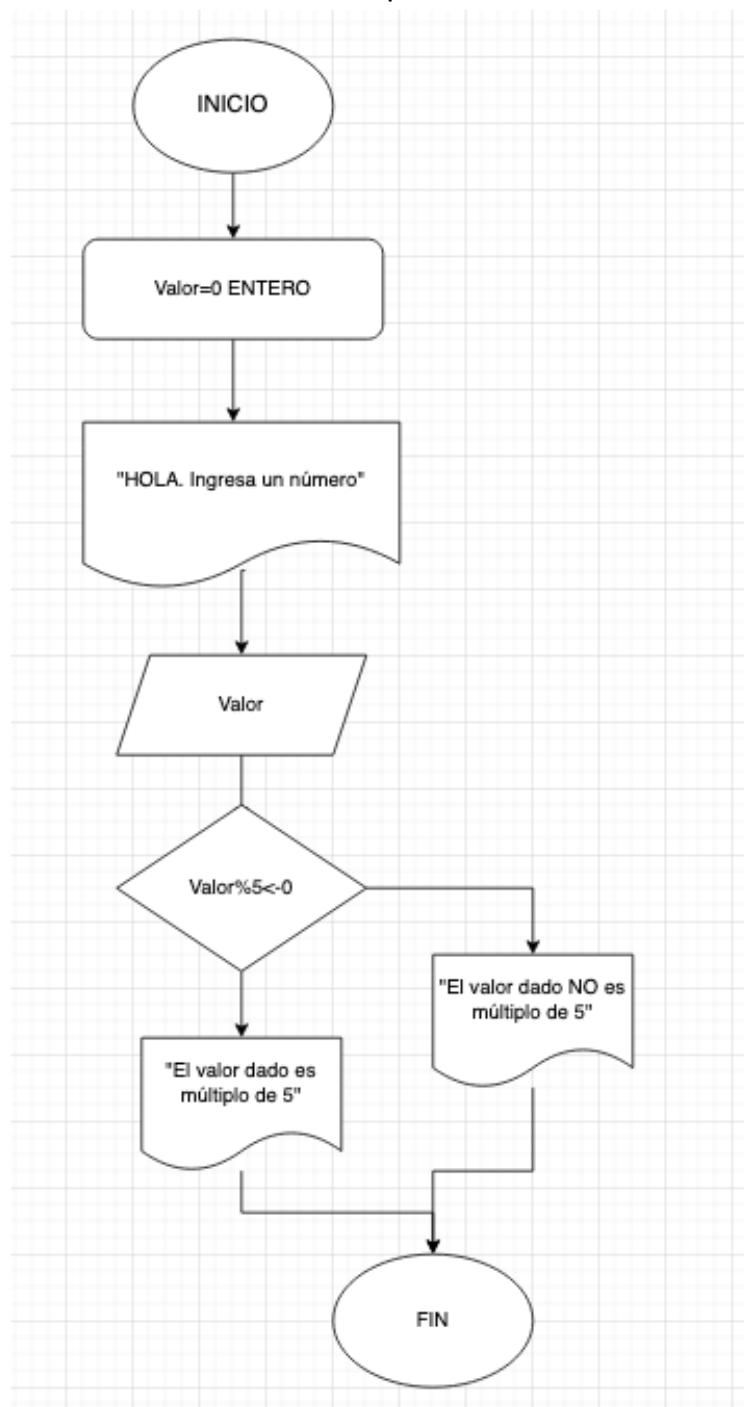 INICIO
Valor=0 ENTERO
"HOLA. Ingresa un número"
Valor
Valor%5<-0
"El valor dado NO es
múltiplo de 5"
"El valor dado es
múltiplo de 5"
FIN